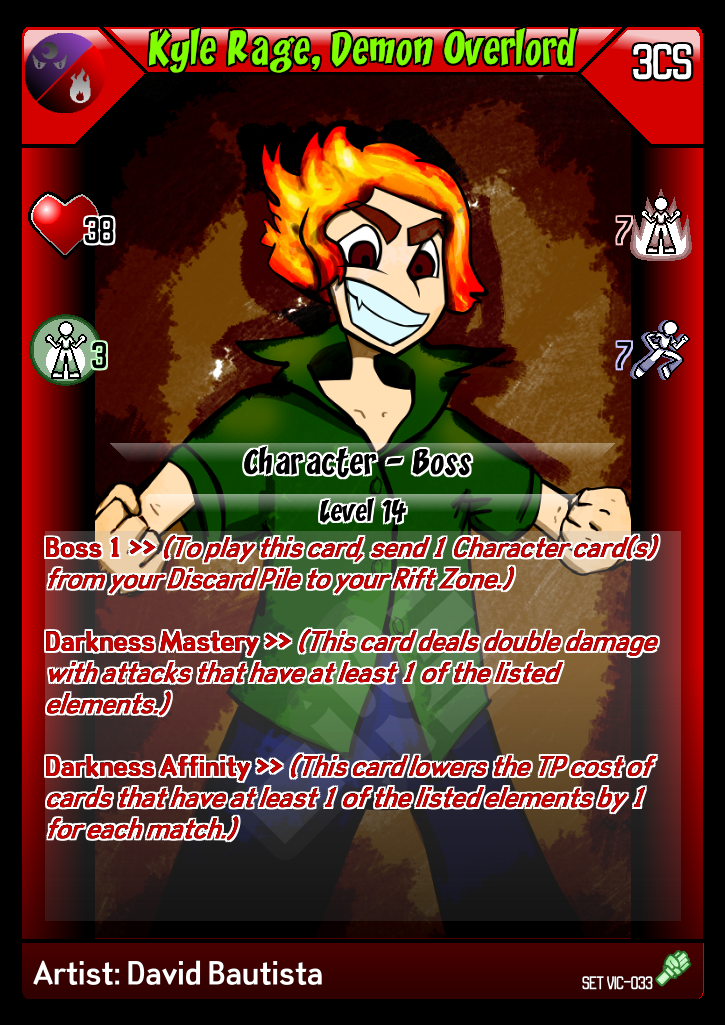 Kyle Rage, Demon Overlord
3CS
38
7
3
7
Character - Boss
Level 14
Boss 1 >> (To play this card, send 1 Character card(s)
from your Discard Pile to your Rift Zone.)
Darkness Mastery >> (This card deals double damage
with attacks that have at least 1 of the listed
elements.)
Darkness Affinity >> (This card lowers the TP cost of
cards that have at least 1 of the listed elements by 1
for each match.)
Artist: David Bautista
SET VIC-033